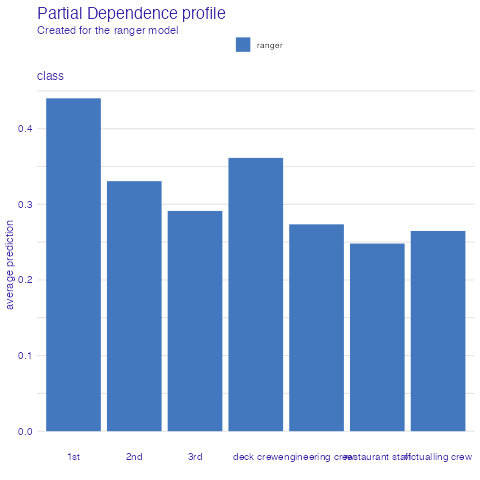 Partial Dependence profile
Created for the ranger model
ranger
class
average prediction
0.4
0.3
0.2
0.1
0.0
1st 2nd 3rd deck crew engineering crew restaurant staff victualling crew